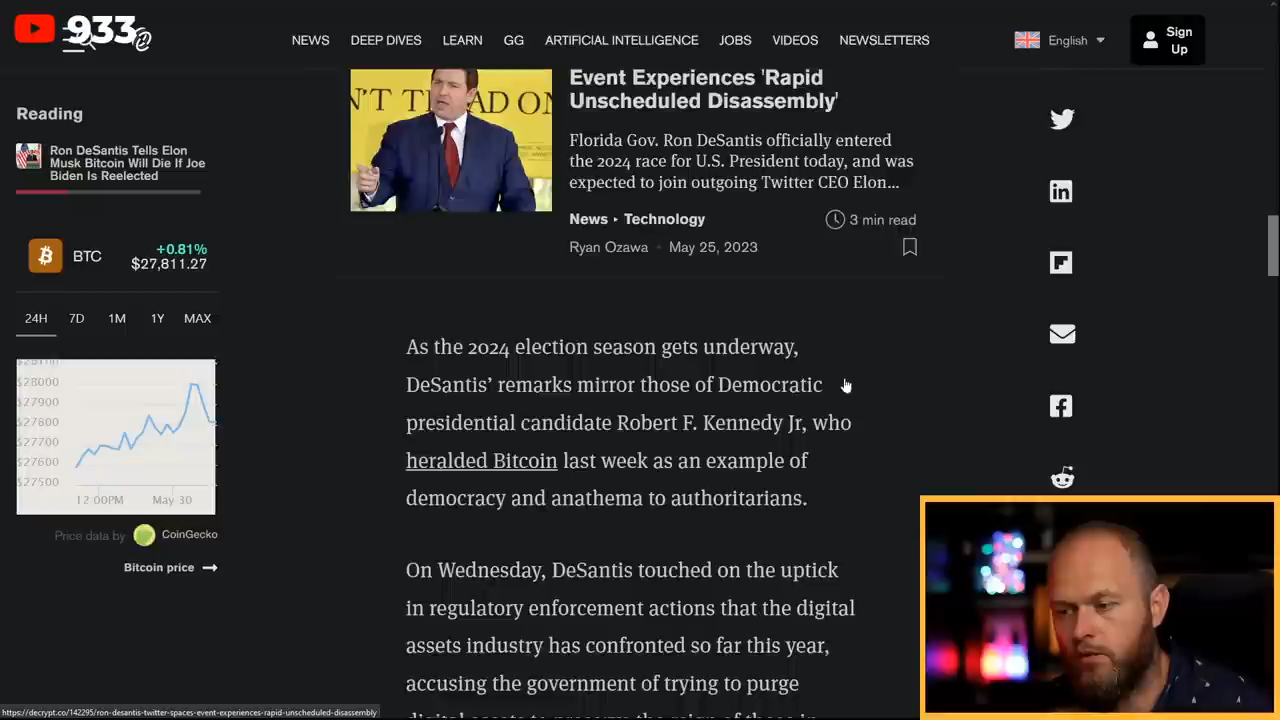 933
NEWS
DEEP DIVES
LEARN
GG
ARTIFICIAL INTELLIGENCE
JOBS
VIDEOS
NEWSLETTERS
English
Sign
Up
Reading
Ron DeSantis Tells Elon
Musk Bitcoin Will Die If Joe
Biden Is Reelected
BTC
+0.81%
$27,811.27
24H
7D
1M
1Y
MAX
$28000
$27900
$27800
$27700
$27600
$27500
12:00PM
May 30
Price data by
CoinGecko
Bitcoin price
Event Experiences 'Rapid
Unscheduled Disassembly'
Florida Gov. Ron DeSantis officially entered
the 2024 race for U.S. President today, and was
expected to join outgoing Twitter CEO Elon...
News ▸ Technology
3 min read
Ryan Ozawa • May 25, 2023
As the 2024 election season gets underway,
DeSantis’ remarks mirror those of Democratic
presidential candidate Robert F. Kennedy Jr, who
heralded Bitcoin last week as an example of
democracy and anathema to authoritarians.
On Wednesday, DeSantis touched on the uptick
in regulatory enforcement actions that the digital
assets industry has confronted so far this year,
accusing the government of trying to purge
https://decrypt.co/142295/ron-desantis-twitter-spaces-event-experiences-rapid-unscheduled-disassembly